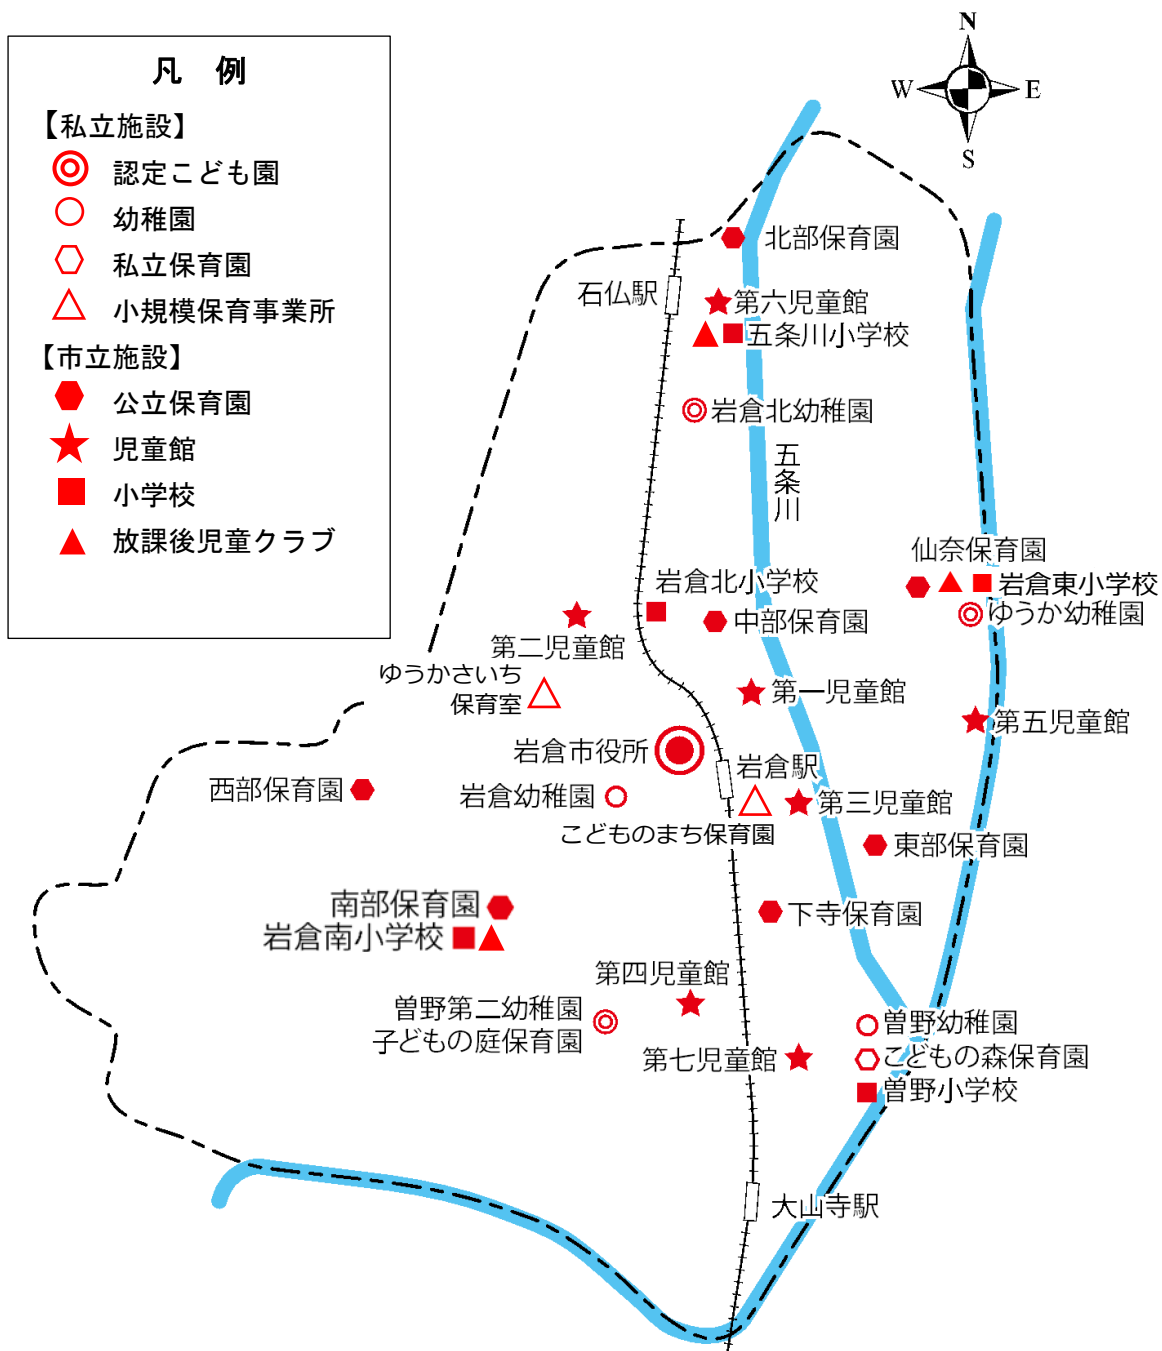 凡 例
【私立施設】
認定こども園
幼稚園
私立保育園
小規模保育事業所
【市立施設】
公立保育園
児童館
小学校
放課後児童クラブ
N
W
E
S
北部保育園
石仏駅
第六児童館
五条川小学校
岩倉北幼稚園
五条川
仙奈保育園
岩倉北小学校
岩倉東小学校
ゆうか幼稚園
中部保育園
第二児童館
ゆうかさいち
保育室
第一児童館
第五児童館
岩倉市役所
岩倉駅
西部保育園
岩倉幼稚園
第三児童館
こどものまち保育園
東部保育園
南部保育園
下寺保育園
岩倉南小学校
第四児童館
曽野第二幼稚園
子どもの庭保育園
曽野幼稚園
第七児童館
こどもの森保育園
曽野小学校
大山寺駅